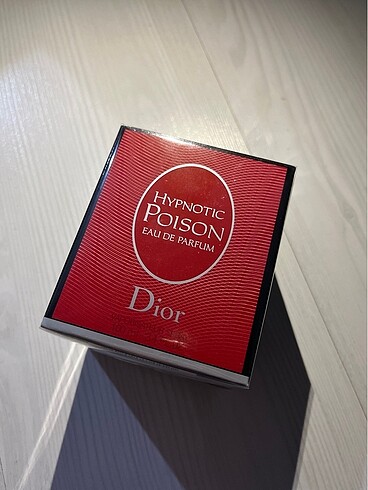 HYPNOTIC
POISON
EAU DE PARFUM
Dior